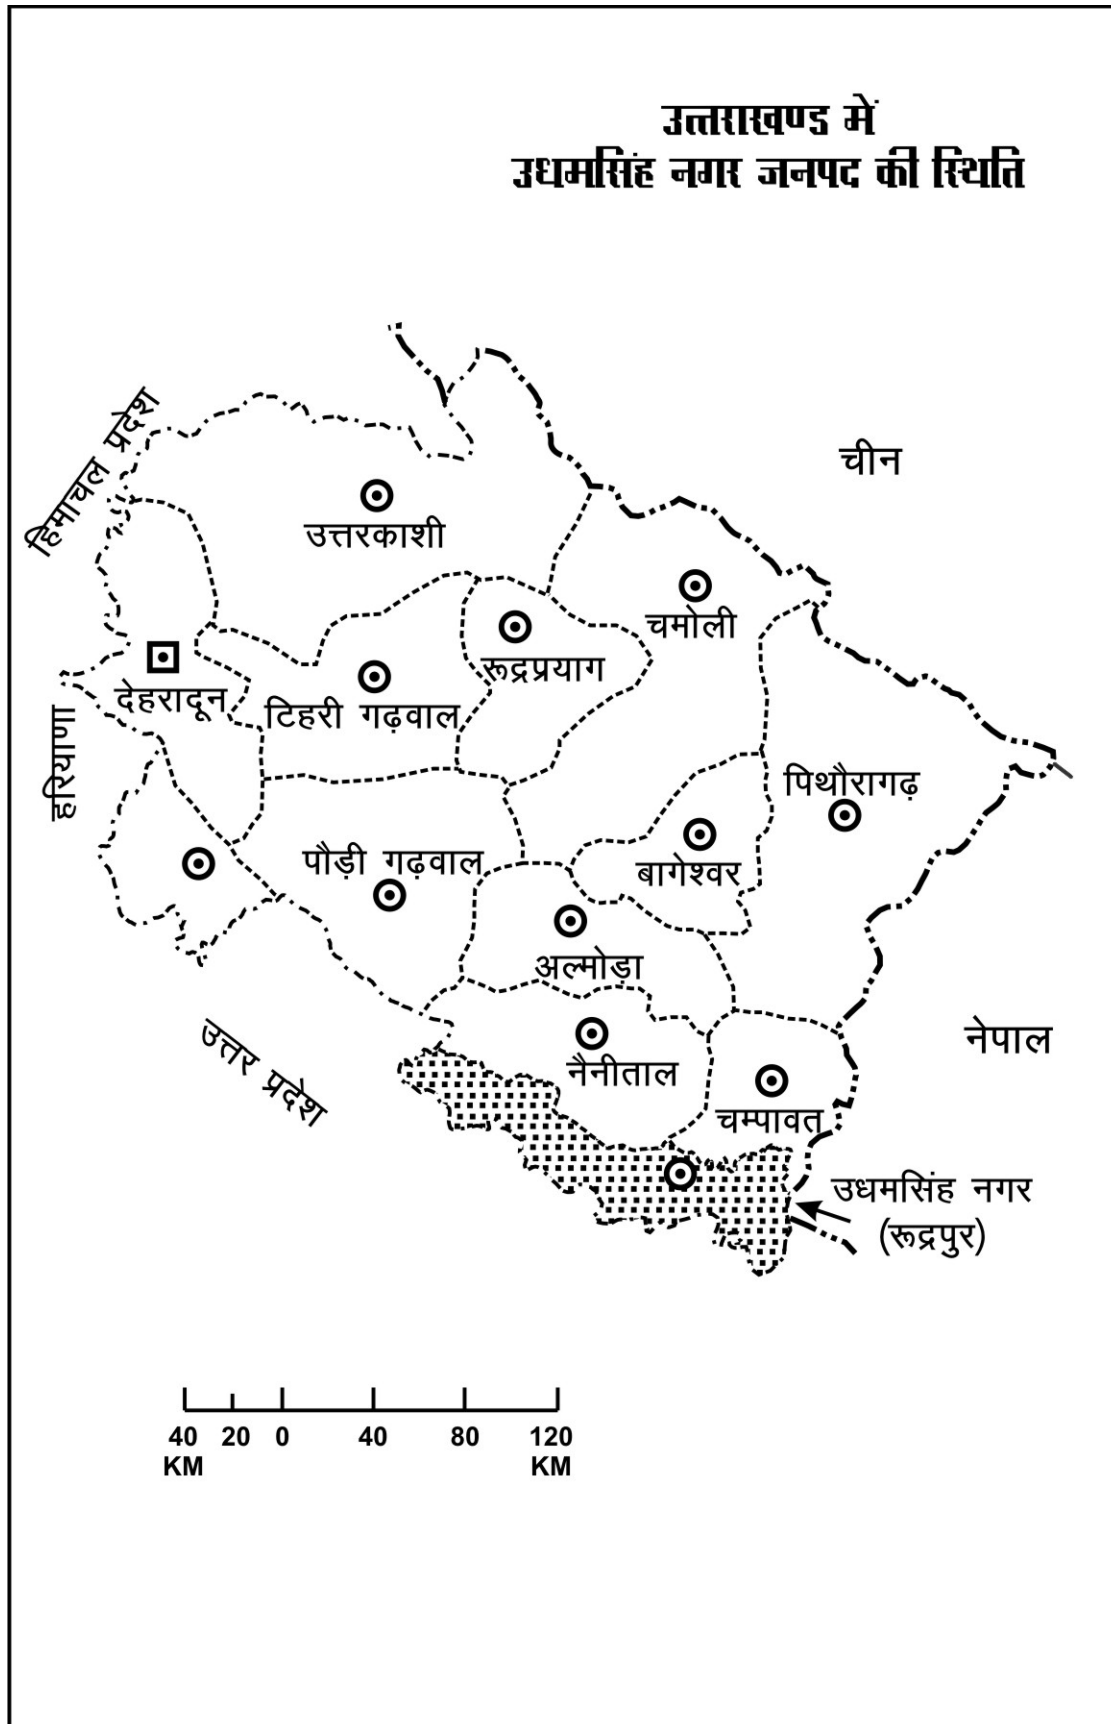 उत्तराखण्ड में
उधमसिंह नगर जनपद की स्थिति
हिमाचल प्रदेश
चीन
उत्तरकाशी
चमोली
रूद्रप्रयाग
देहरादून
टिहरी गढ़वाल
हरियाणा
पिथौरागढ़
पौड़ी गढ़वाल
बागेश्वर
अल्मोड़ा
उत्तर प्रदेश
नेपाल
नैनीताल
चम्पावत
उधमसिंह नगर
(रूद्रपुर)
40 20 0 40 80 120
KM KM